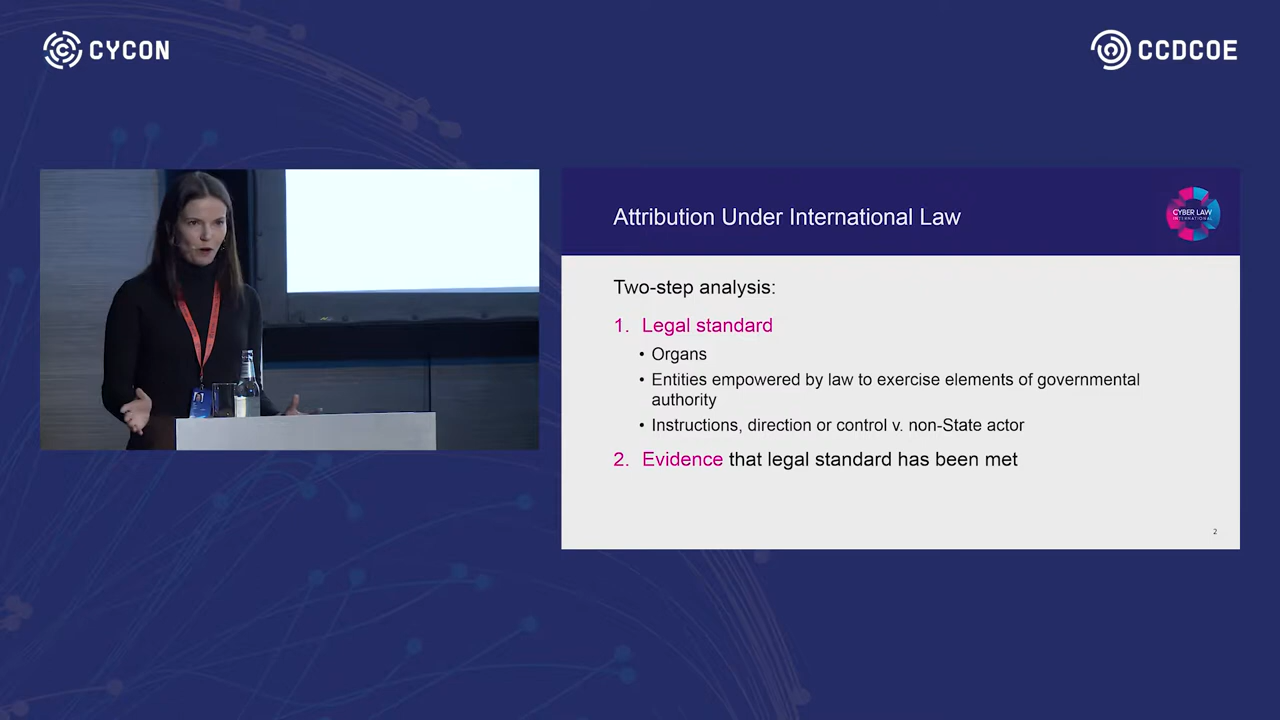 CYCON
CCDCOE
Attribution Under International Law
CYBER LAW
INTERNATIONAL
Two-step analysis:
1. Legal standard
• Organs
• Entities empowered by law to exercise elements of governmental
authority
• Instructions, direction or control v. non-State actor
2. Evidence that legal standard has been met
2